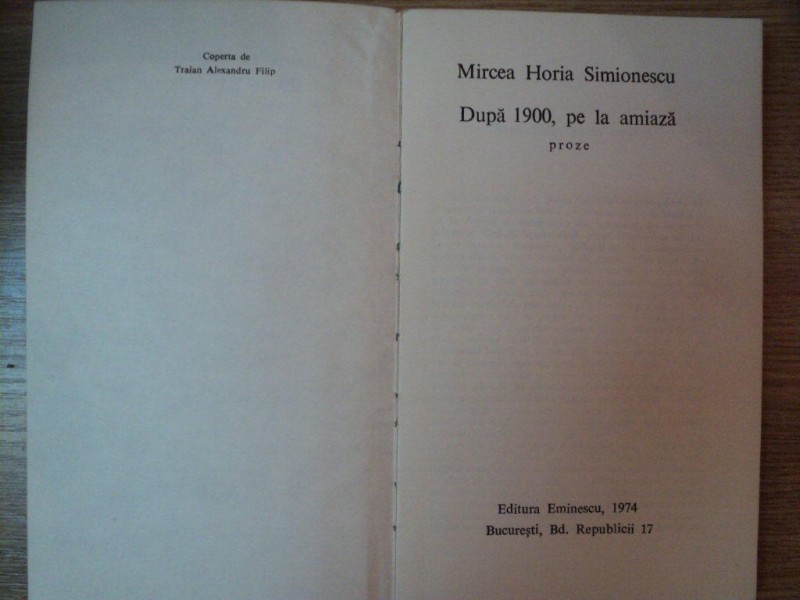 Coperta de
Traian Alexandru Filip
Mircea Horia Simionescu
După 1900, pe la amiază
proze
Editura Eminescu, 1974
București, Bd. Republicii 17